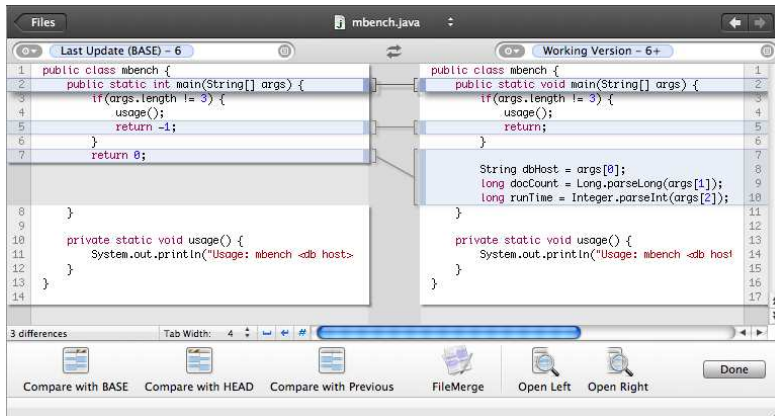 Files
mbench.java
Last Update (BASE) - 6
Working Version - 6+
1 public class mbench {
2 public static int main(String[] args) {
3 if(args.length != 3) {
4 usage();
5 return -1;
6 }
7 return 0;
8 }
9
10 private static void usage() {
11 System.out.println("Usage: mbench <db host>
12 }
13 }
14
public class mbench { 1
public static void main(String[] args) { 2
if(args.length != 3) { 3
usage(); 4
return; 5
} 6
7
String dbHost = args[0]; 8
long docCount = Long.parseLong(args[1]); 9
long runTime = Integer.parseInt(args[2]); 10
} 11
12
private static void usage() { 13
System.out.println("Usage: mbench <db host 14
} 15
} 16
17
3 differences
Tab Width: 4
#
Compare with BASE
Compare with HEAD
Compare with Previous
FileMerge
Open Left
Open Right
Done